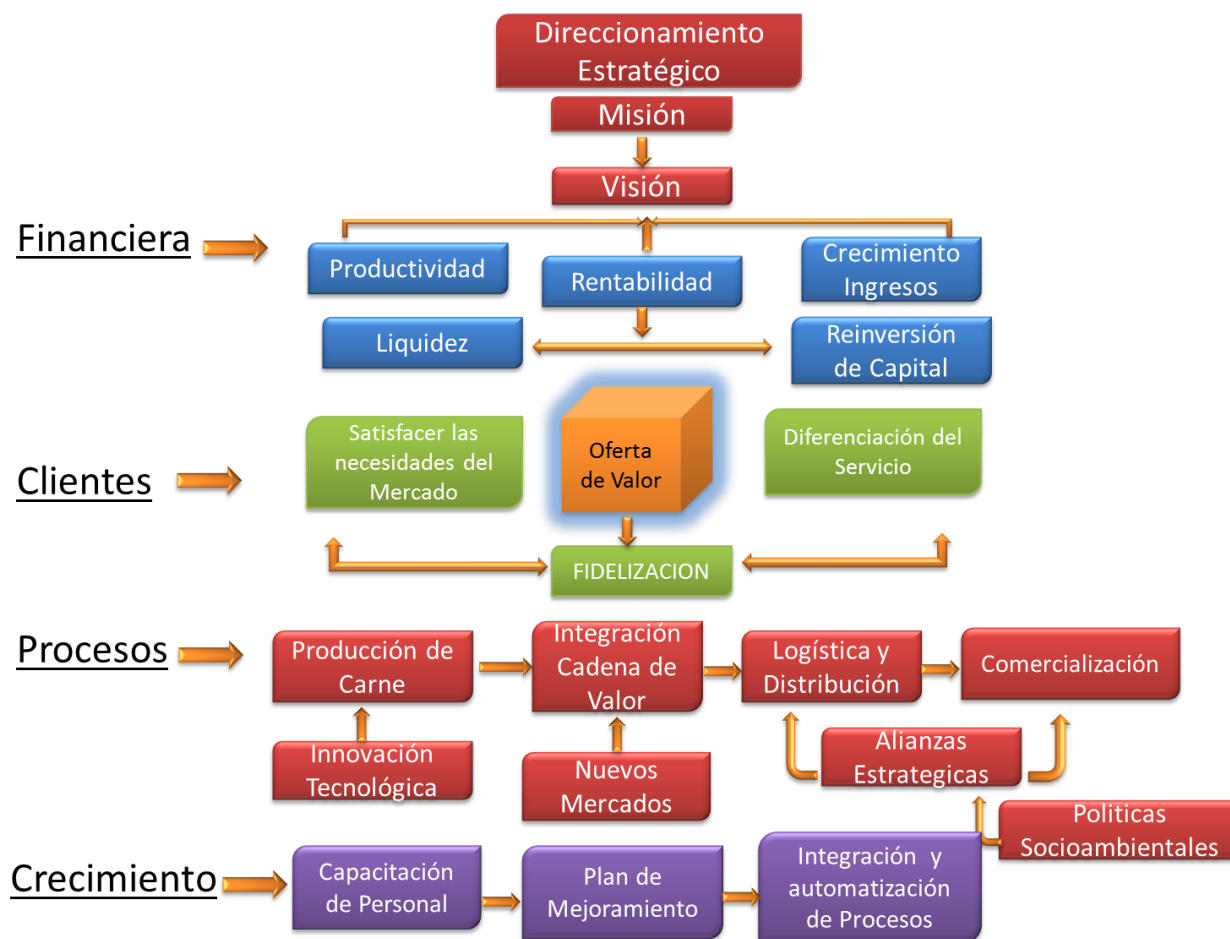 Direccionamiento
Estratégico
Misión
Visión
Financiera
Productividad
Rentabilidad
Crecimiento
Ingresos
Liquidez
Reinversión
de Capital
Clientes
Satisfacer las
necesidades del
Mercado
Oferta
de Valor
Diferenciación del
Servicio
FIDELIZACION
Procesos
Producción de
Carne
Integración
Cadena de
Valor
Logística y
Distribución
Comercialización
Innovación
Tecnológica
Nuevos
Mercados
Alianzas
Estrategicas
Politicas
Socioambientales
Crecimiento
Capacitación
de Personal
Plan de
Mejoramiento
Integración y
automatización
de Procesos